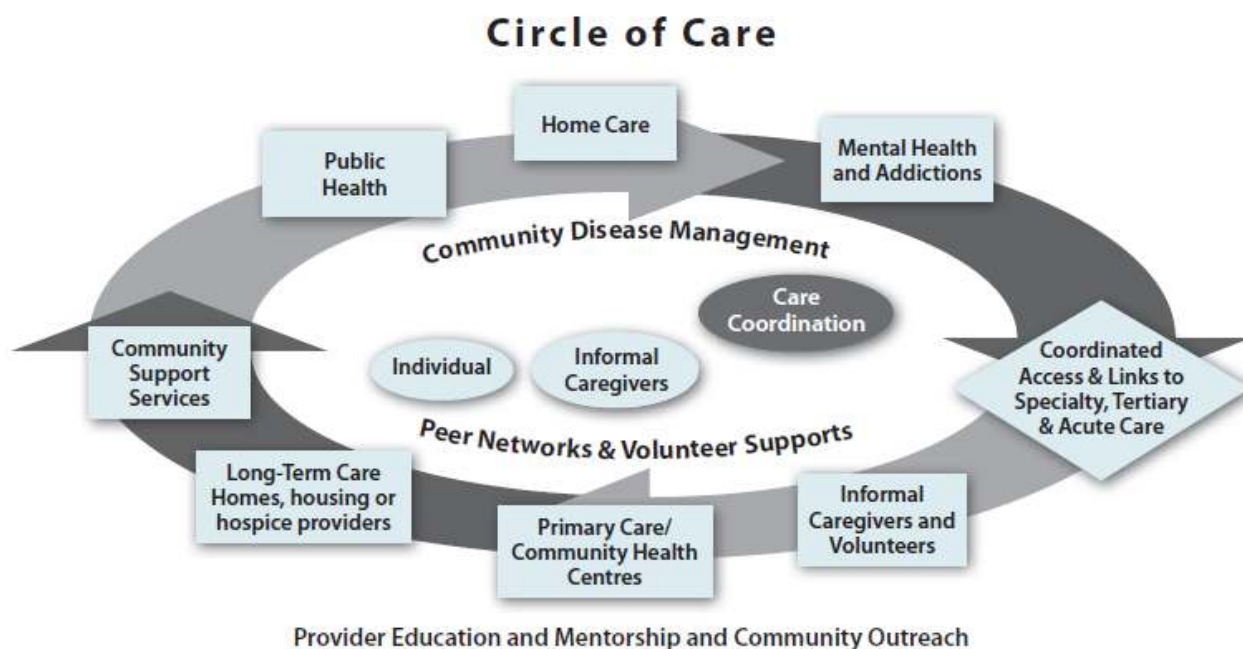 Circle of Care
Home Care
Public
Health
Mental Health
and Addictions
Community Disease Management
Care
Coordination
Individual
Informal
Caregivers
Community
Support
Services
Coordinated
Access & Links to
Specialty, Tertiary
& Acute Care
Peer Networks & Volunteer Supports
Long-Term Care
Homes, housing or
hospice providers
Primary Care/
Community Health
Centres
Informal
Caregivers and
Volunteers
Provider Education and Mentorship and Community Outreach